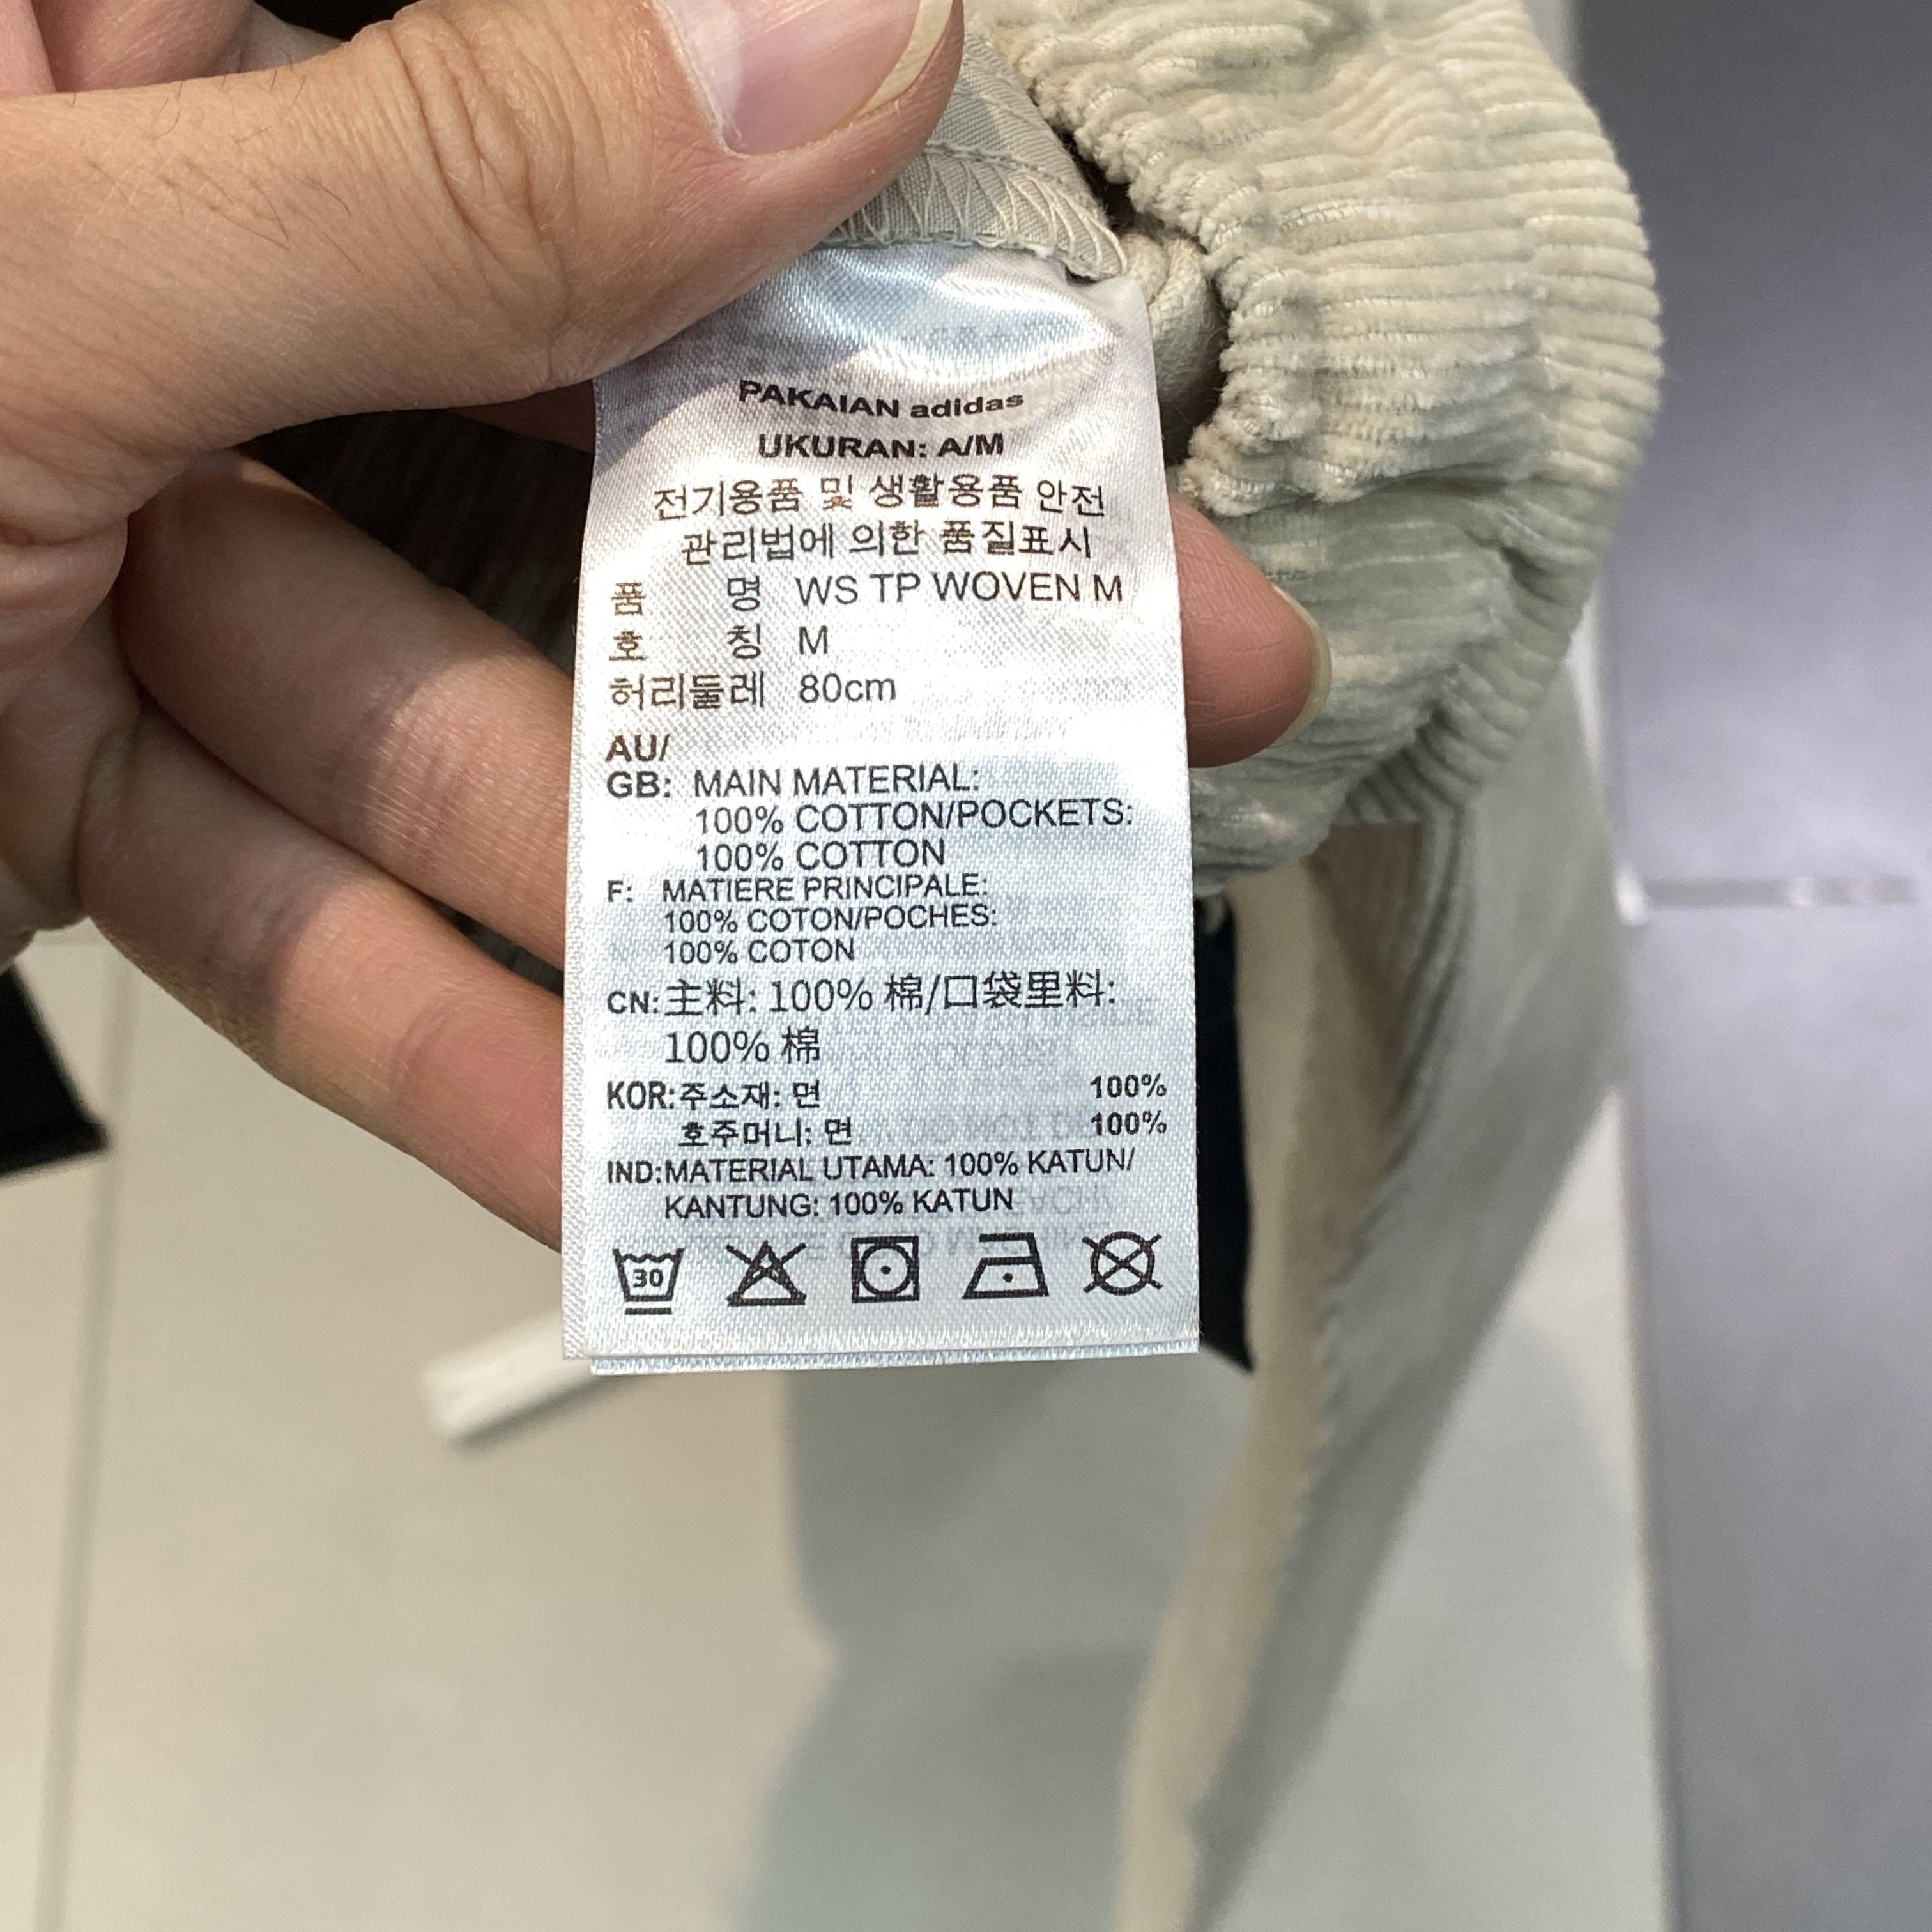 PAKAIAN adidas
UKURAN: A/M
전기용품 및 생활용품 안전
관리법에 의한 품질표시
품 명 WS TP WOVEN M
호 칭 M
허리둘레 80cm
AU/
GB: MAIN MATERIAL:
100% COTTON/POCKETS:
100% COTTON
F: MATIERE PRINCIPALE:
100% COTON/POCHES:
100% COTON
CN: 主料: 100% 棉/口袋里料:
100% 棉
KOR: 주소재: 면 100%
호주머니: 면 100%
IND: MATERIAL UTAMA: 100% KATUN/
KANTUNG: 100% KATUN
30